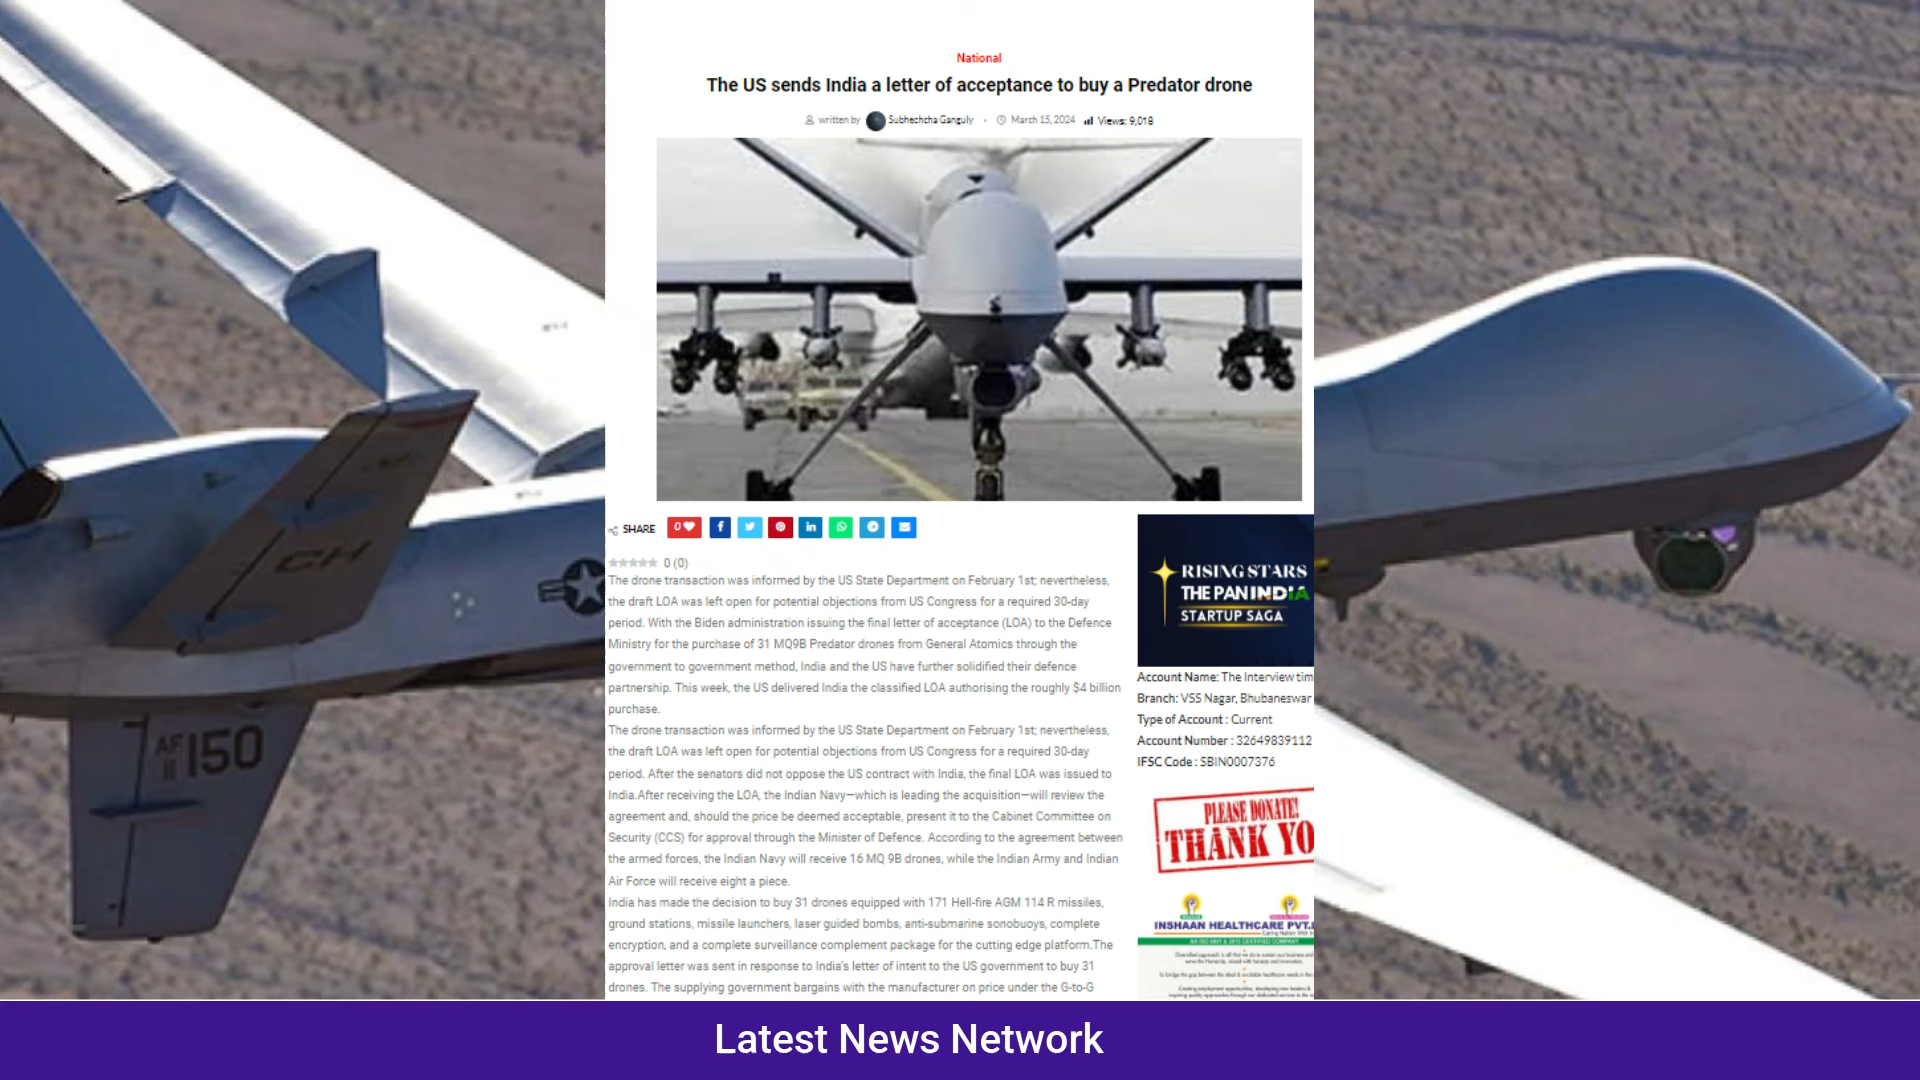 National
The US sends India a letter of acceptance to buy a Predator drone
written by Subhechcha Ganguly • March 15, 2024 Views: 9,018
SHARE 0
0 (0)
The drone transaction was informed by the US State Department on February 1st; nevertheless,
the draft LOA was left open for potential objections from US Congress for a required 30-day
period. With the Biden administration issuing the final letter of acceptance (LOA) to the Defence
Ministry for the purchase of 31 MQ9B Predator drones from General Atomics through the
government to government method, India and the US have further solidified their defence
partnership. This week, the US delivered India the classified LOA authorising the roughly $4 billion
purchase.
The drone transaction was informed by the US State Department on February 1st; nevertheless,
the draft LOA was left open for potential objections from US Congress for a required 30-day
period. After the senators did not oppose the US contract with India, the final LOA was issued to
India.After receiving the LOA, the Indian Navy—which is leading the acquisition—will review the
agreement and, should the price be deemed acceptable, present it to the Cabinet Committee on
Security (CCS) for approval through the Minister of Defence. According to the agreement between
the armed forces, the Indian Navy will receive 16 MQ 9B drones, while the Indian Army and Indian
Air Force will receive eight a piece.
India has made the decision to buy 31 drones equipped with 171 Hell-fire AGM 114 R missiles,
ground stations, missile launchers, laser guided bombs, anti-submarine sonobuoys, complete
encryption, and a complete surveillance complement package for the cutting edge platform.The
approval letter was sent in response to India's letter of intent to the US government to buy 31
drones. The supplying government bargains with the manufacturer on price under the G-to-G
RISING STARS
THE PANINDIA
STARTUP SAGA
Account Name: The Interview tim
Branch: VSS Nagar, Bhubaneswar
Type of Account : Current
Account Number : 32649839112
IFSC Code : SBIN0007376
PLEASE DONATE!
THANK YO
INSHAAN HEALTHCARE PVT.
Caring Nation
AN ISO 9001 & 2015 CERTIFIED COMPANY
CH
AF 150
Latest News Network